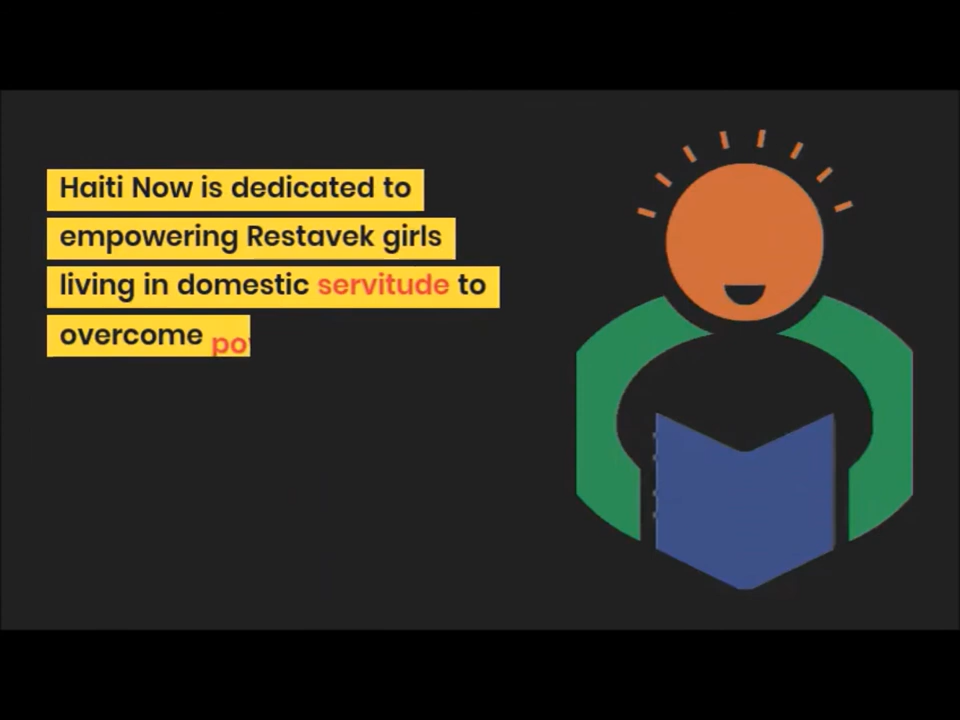 Haiti Now is dedicated to
empowering Restavek girls
living in domestic servitude to
overcome